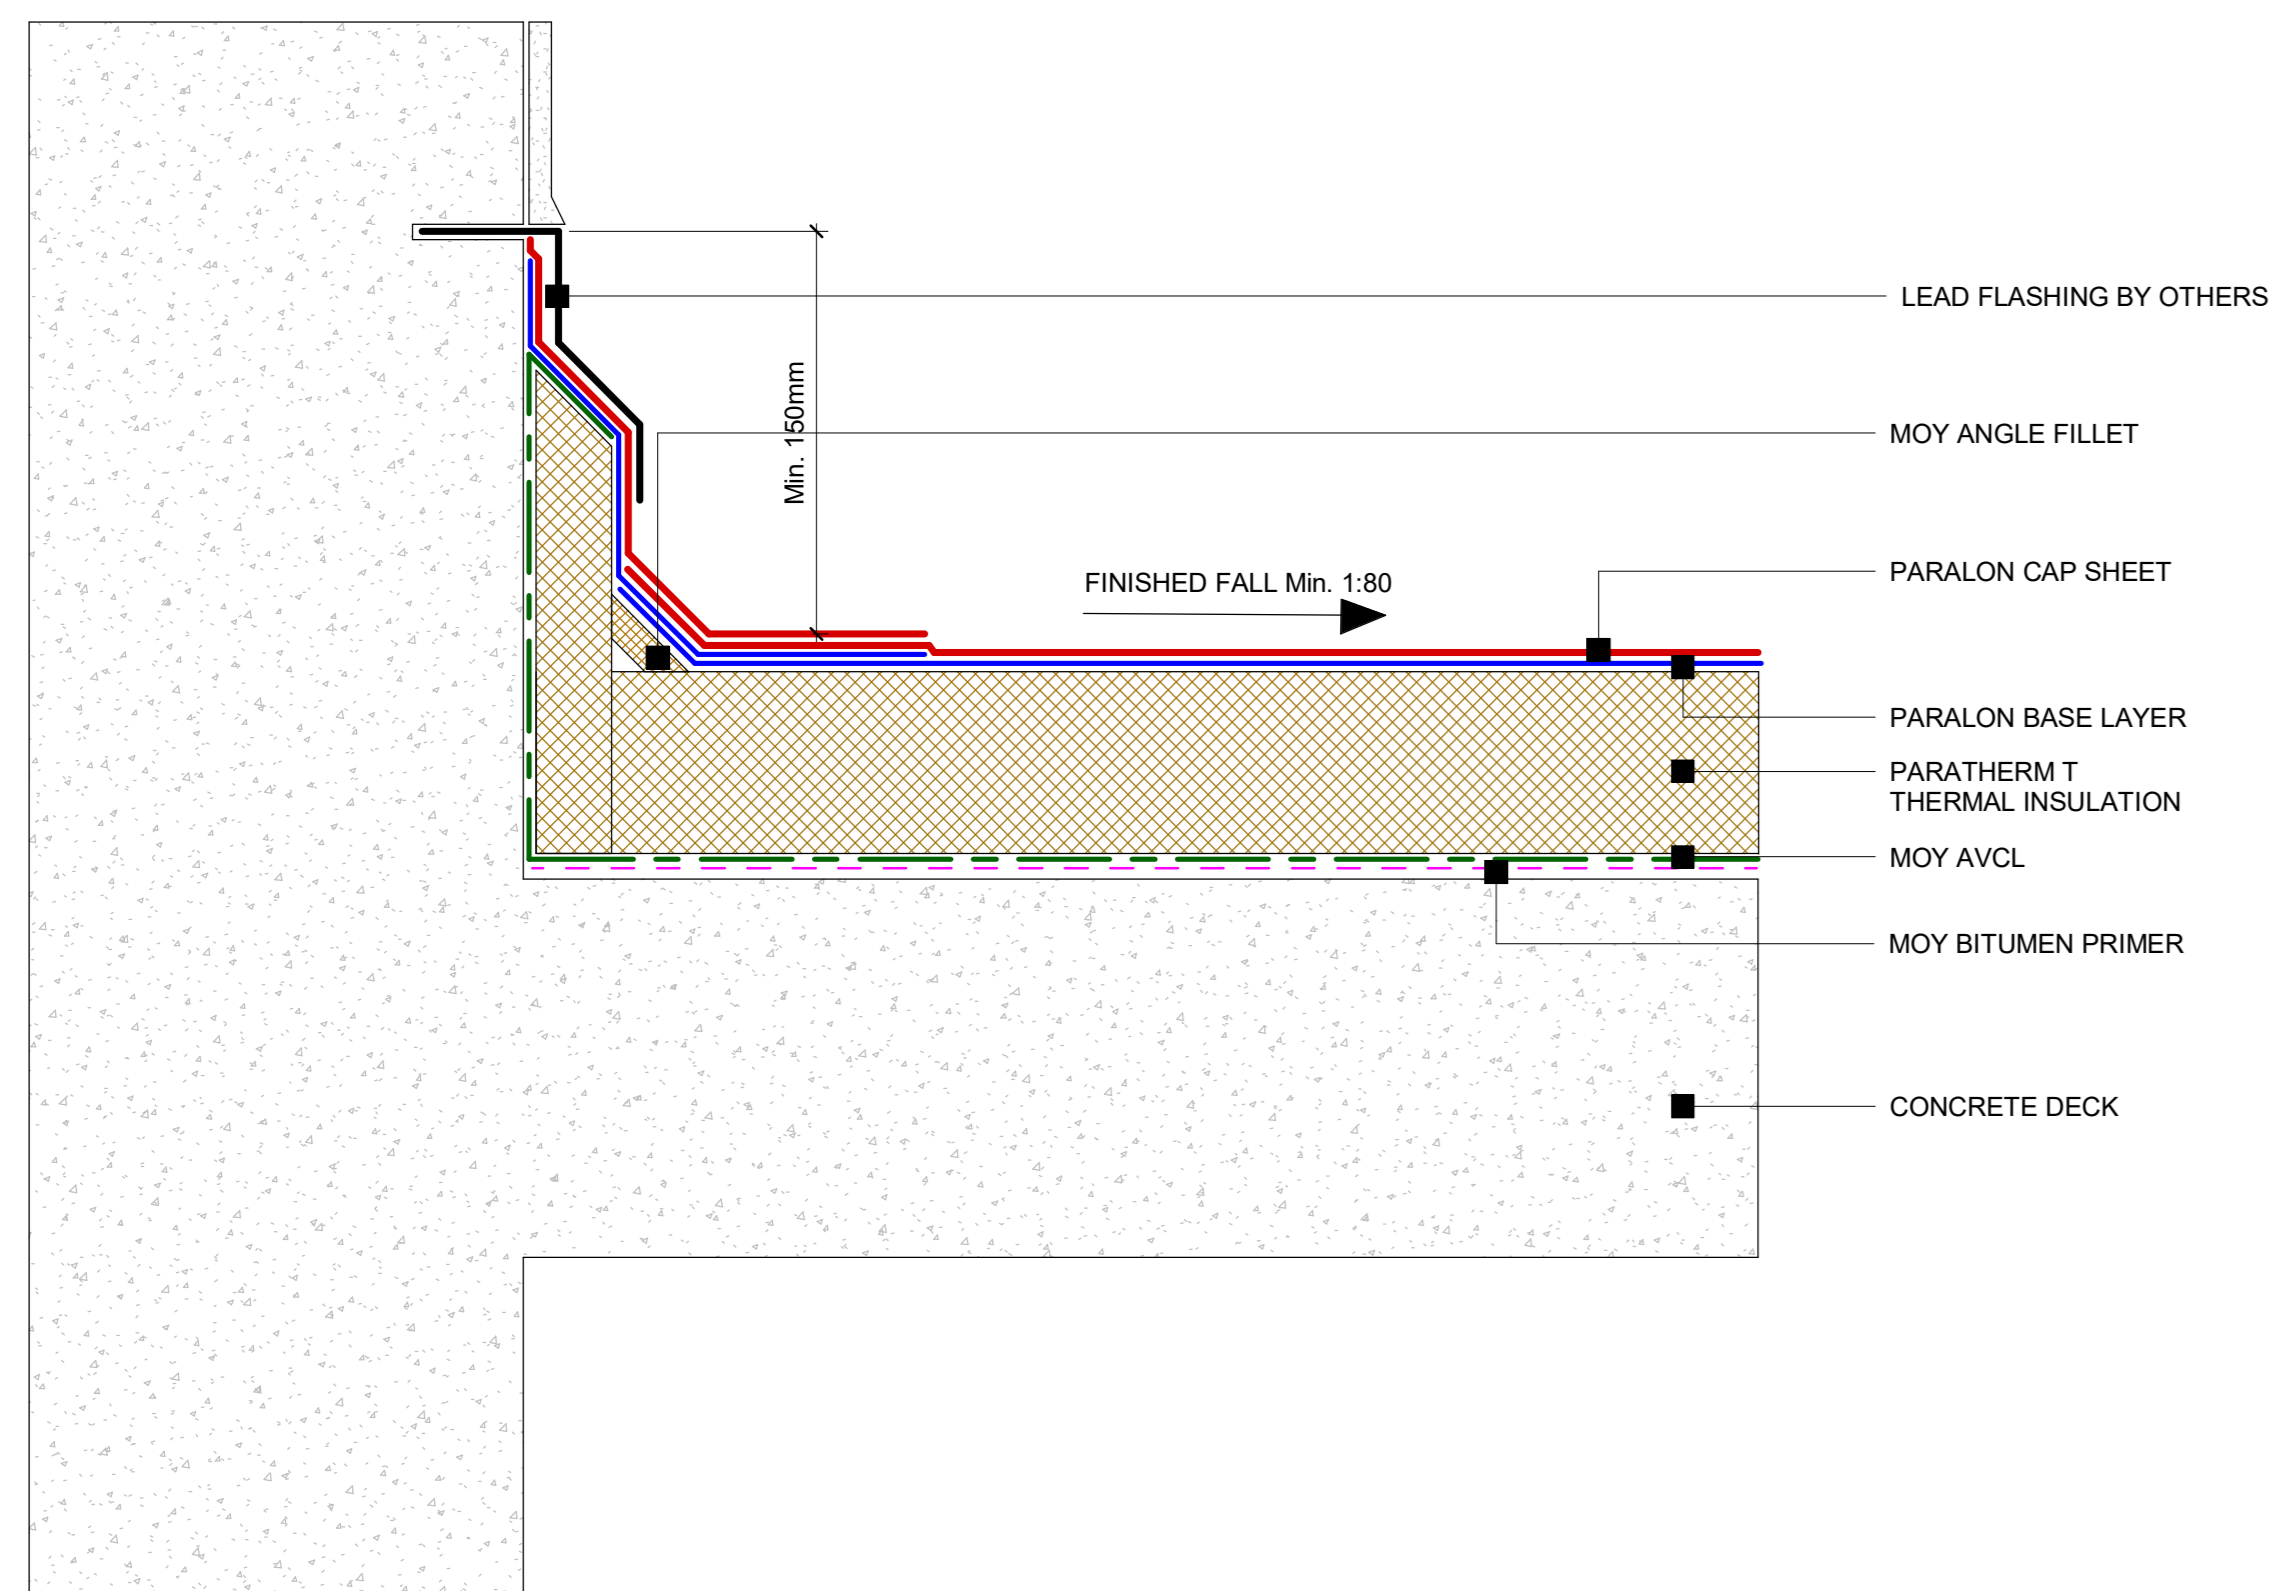 LEAD FLASHING BY OTHERS
MOY ANGLE FILLET
Min. 150mm
FINISHED FALL Min. 1:80
PARALON CAP SHEET
PARALON BASE LAYER
PARATHERM T
THERMAL INSULATION
MOY AVCL
MOY BITUMEN PRIMER
CONCRETE DECK